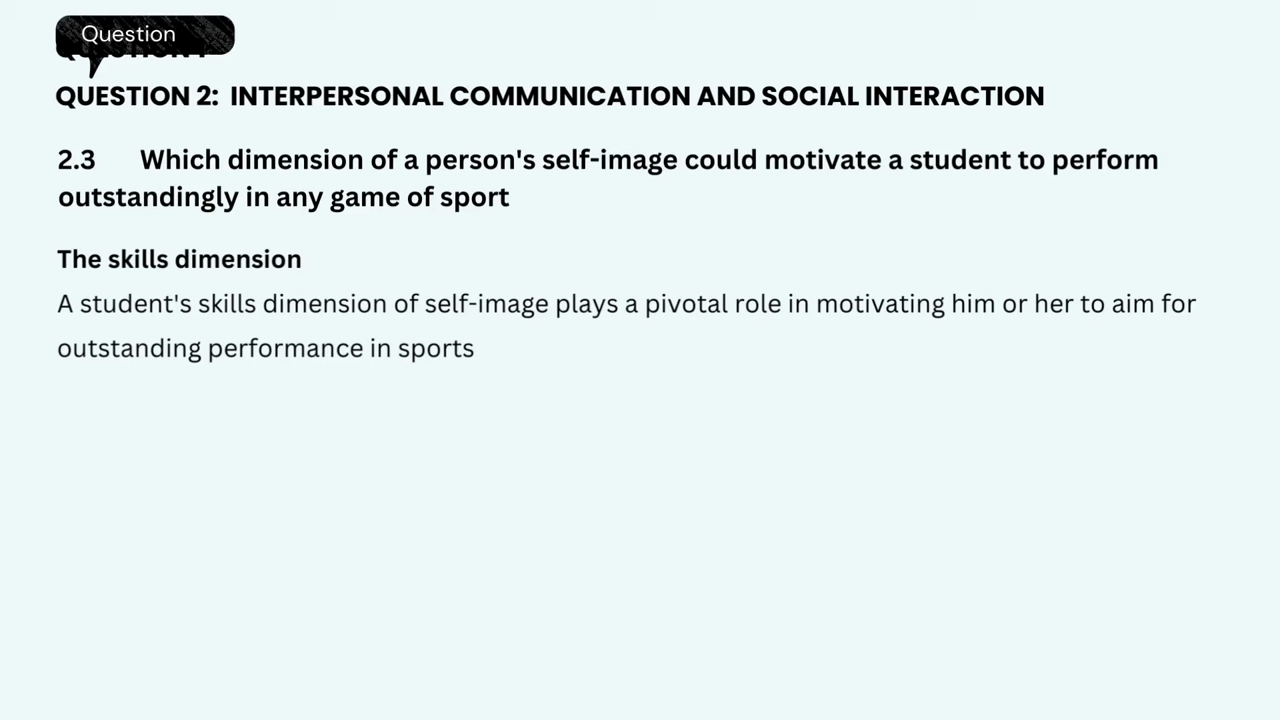 Question
QUESTION 2: INTERPERSONAL COMMUNICATION AND SOCIAL INTERACTION
2.3 Which dimension of a person's self-image could motivate a student to perform
outstandingly in any game of sport
The skills dimension
A student's skills dimension of self-image plays a pivotal role in motivating him or her to aim for
outstanding performance in sports